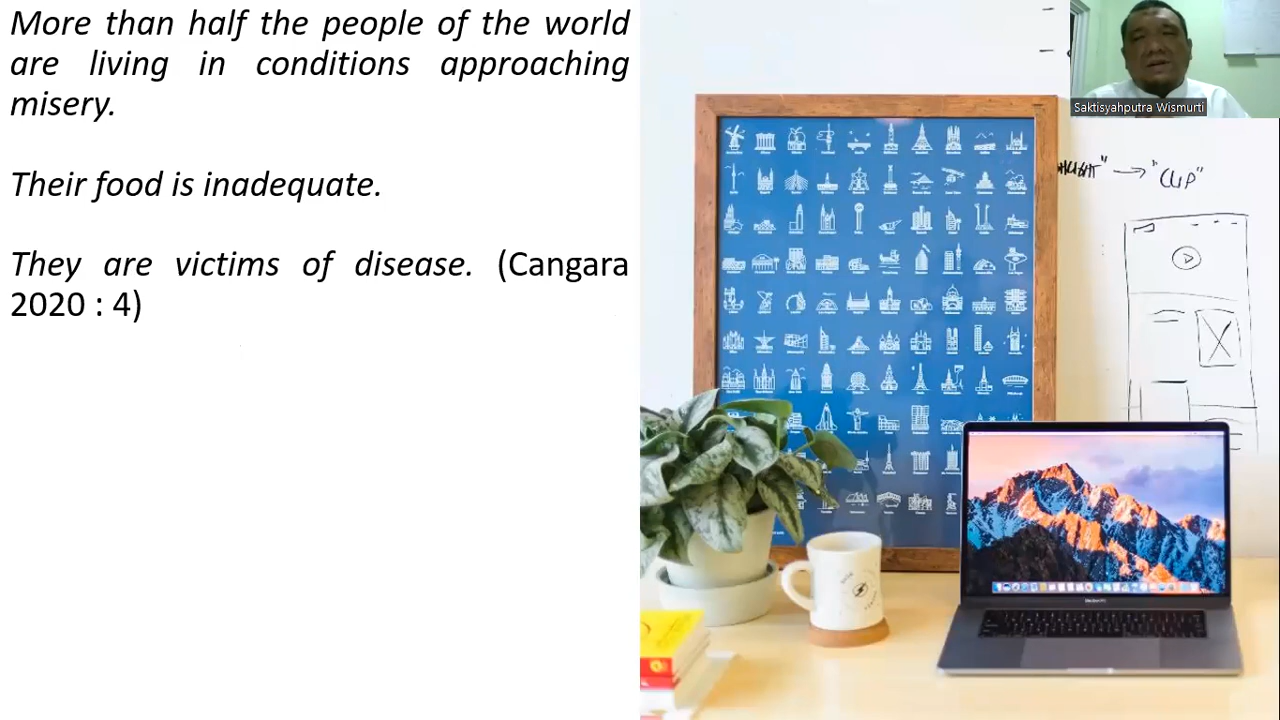 More than half the people of the world
are living in conditions approaching
misery.
Their food is inadequate.
They are victims of disease. (Cangara
2020 : 4)
Saktisyahputra Wismurti
"CLIP"